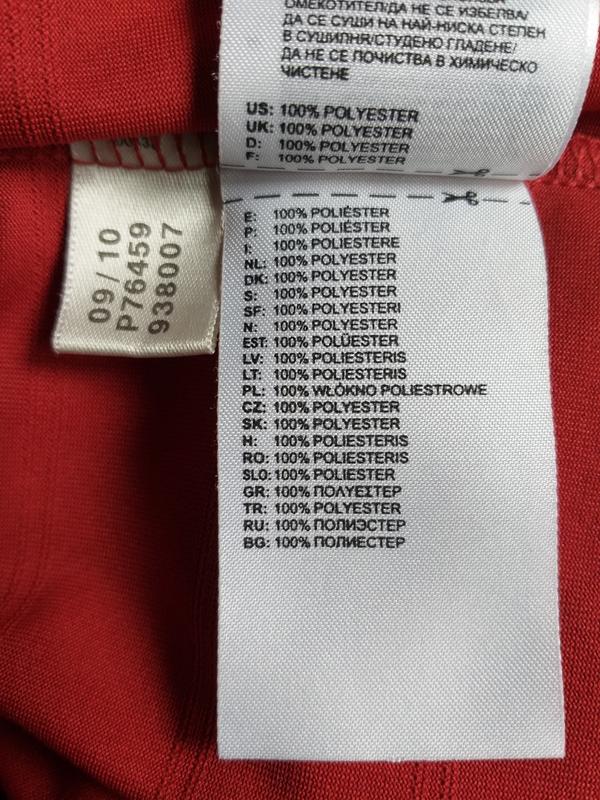 ОМЕКОТИТЕЛ/ДА НЕ СЕ ИЗБЕЛВА/
ДА СЕ СУШИ НА НАЙ-НИСКА СТЕПЕН
В СУШИЛНЯ/СТУДЕНО ГЛАДЕНЕ/
ДА НЕ СЕ ПОЧИСТВА В ХИМИЧЕСКО
ЧИСТЕНЕ
US: 100% POLYESTER
UK: 100% POLYESTER
D: 100% POLYESTER
F: 100% POLYESTER
E: 100% POLIÉSTER
P: 100% POLIÉSTER
I: 100% POLIESTERE
NL: 100% POLYESTER
DK: 100% POLYESTER
S: 100% POLYESTER
SF: 100% POLYESTERI
N: 100% POLYESTER
EST: 100% POLÜESTER
LV: 100% POLIESTERIS
LT: 100% POLIESTERIS
PL: 100% WŁÓKNO POLIESTROWE
CZ: 100% POLYESTER
SK: 100% POLYESTER
H: 100% POLIESTERIS
RO: 100% POLIESTERIS
SLO: 100% POLIESTER
GR: 100% ΠΟΛΥΕΣΤΕΡ
TR: 100% POLYESTER
RU: 100% ПОЛИЭСТЕР
BG: 100% ПОЛИЕСТЕР
09/10
P76459
938007